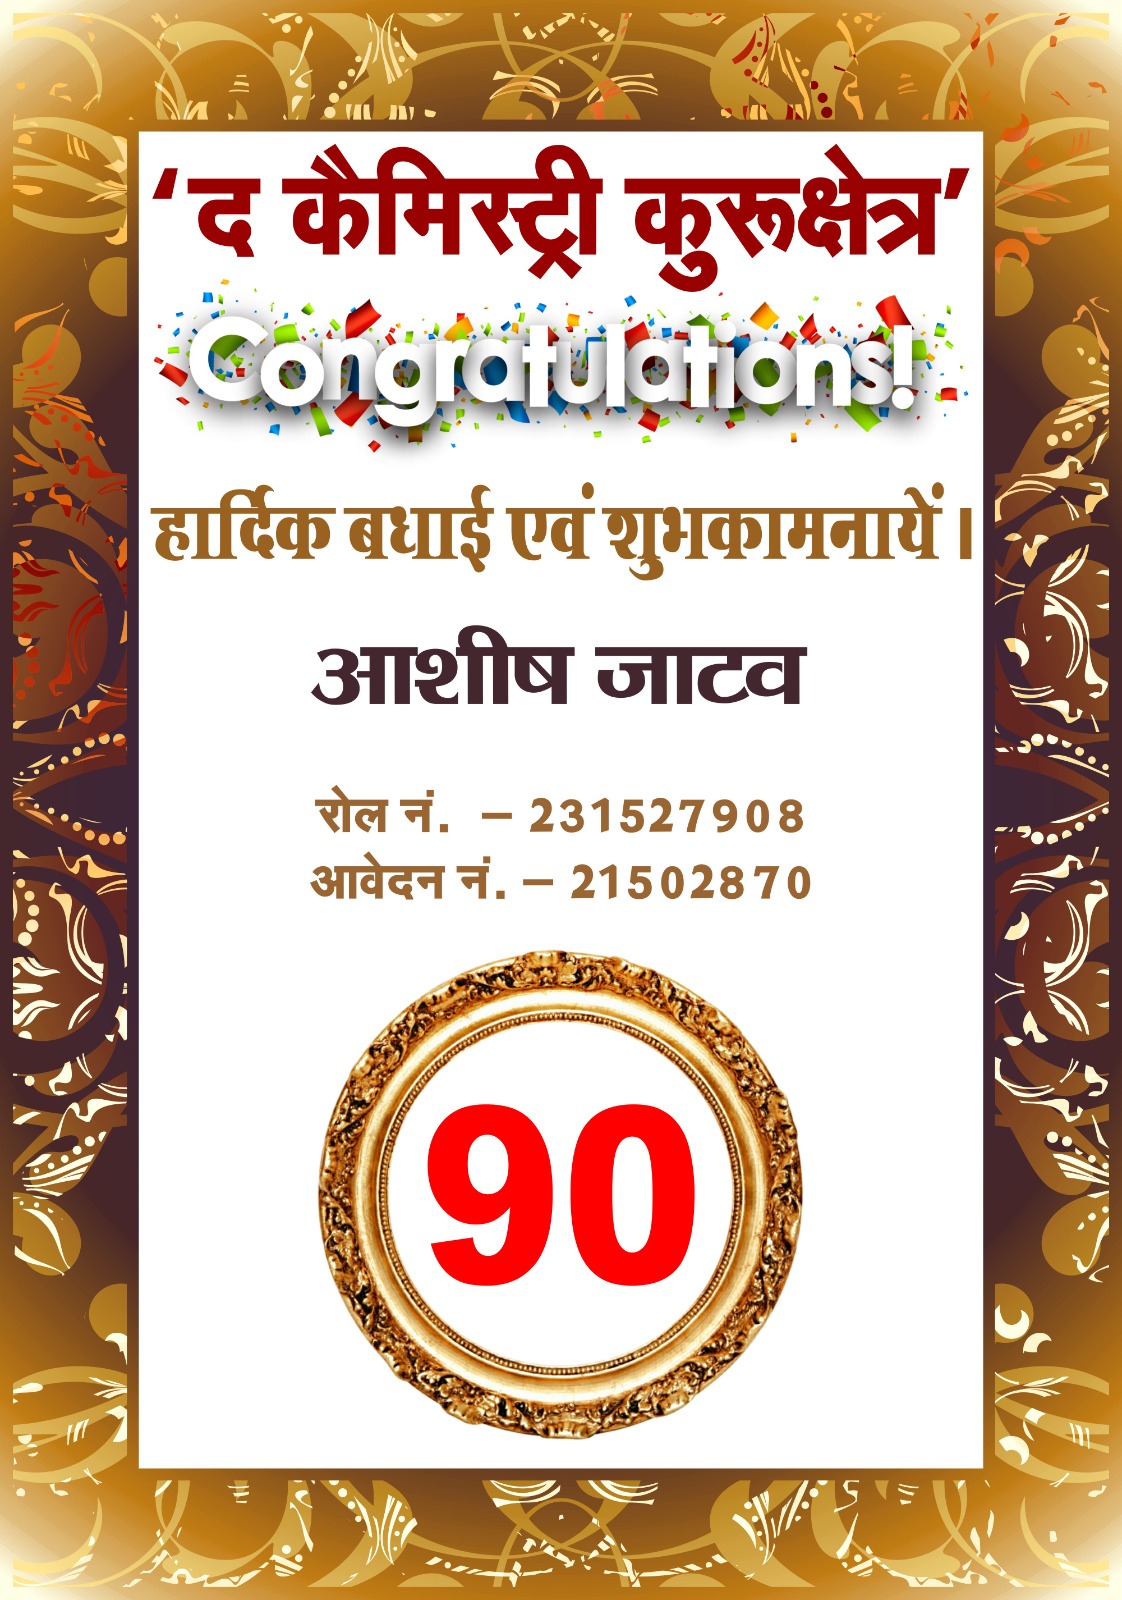 ‘द कैमिस्ट्री कुरूक्षेत्र’
Congratulations!
हार्दिक बधाई एवं शुभकामनायें।
आशीष जाटव
रोल नं. – 231527908
आवेदन नं. – 21502870
90